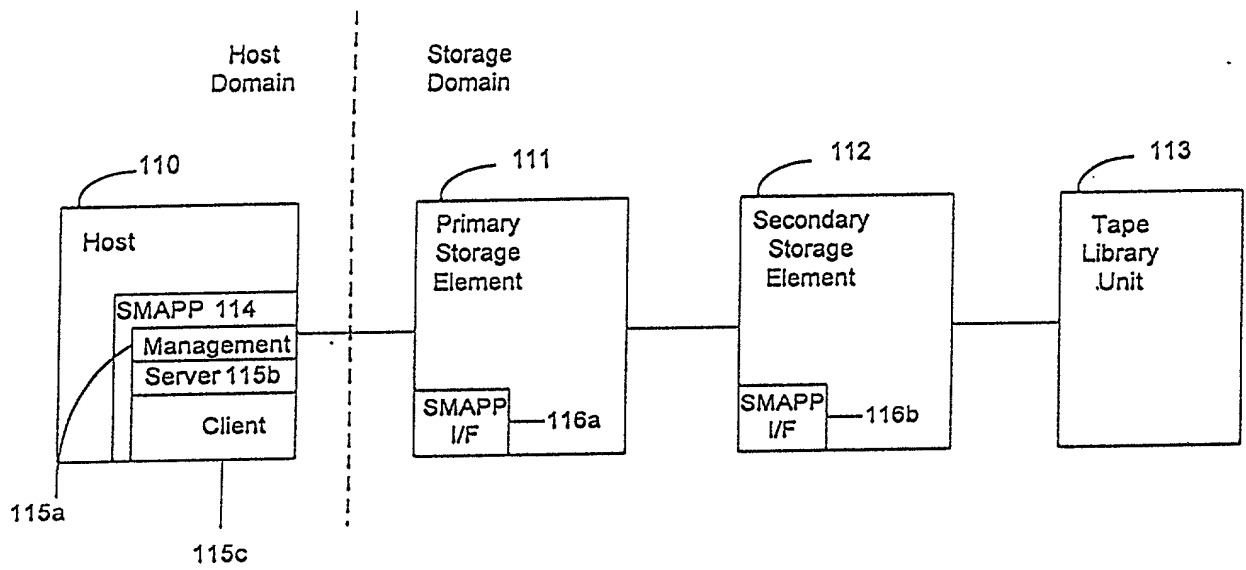 Host
Domain
Storage
Domain
110
111
112
113
Host
SMAPP 114
Management
Server 115b
Client
115a
115c
Primary
Storage
Element
SMAPP
I/F
116a
Secondary
Storage
Element
SMAPP
I/F
116b
Tape
Library
.Unit